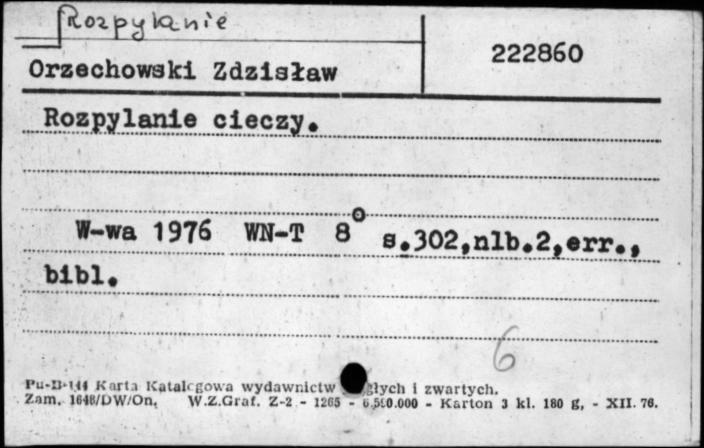 Rozpylanie
222860
Orzechowski Zdzisław
Rozpylanie cieczy.
W-wa 1976 WN-T 8° s.302,nlb.2,err.,
bibl.
6
Pu-B-144 Karta Katalogowa wydawnictw ciągłych i zwartych.
Zam. 1648/DW/On. W.Z.Graf. Z-2 - 1265 - 6.500.000 - Karton 3 kl. 180 g, - XII. 76.